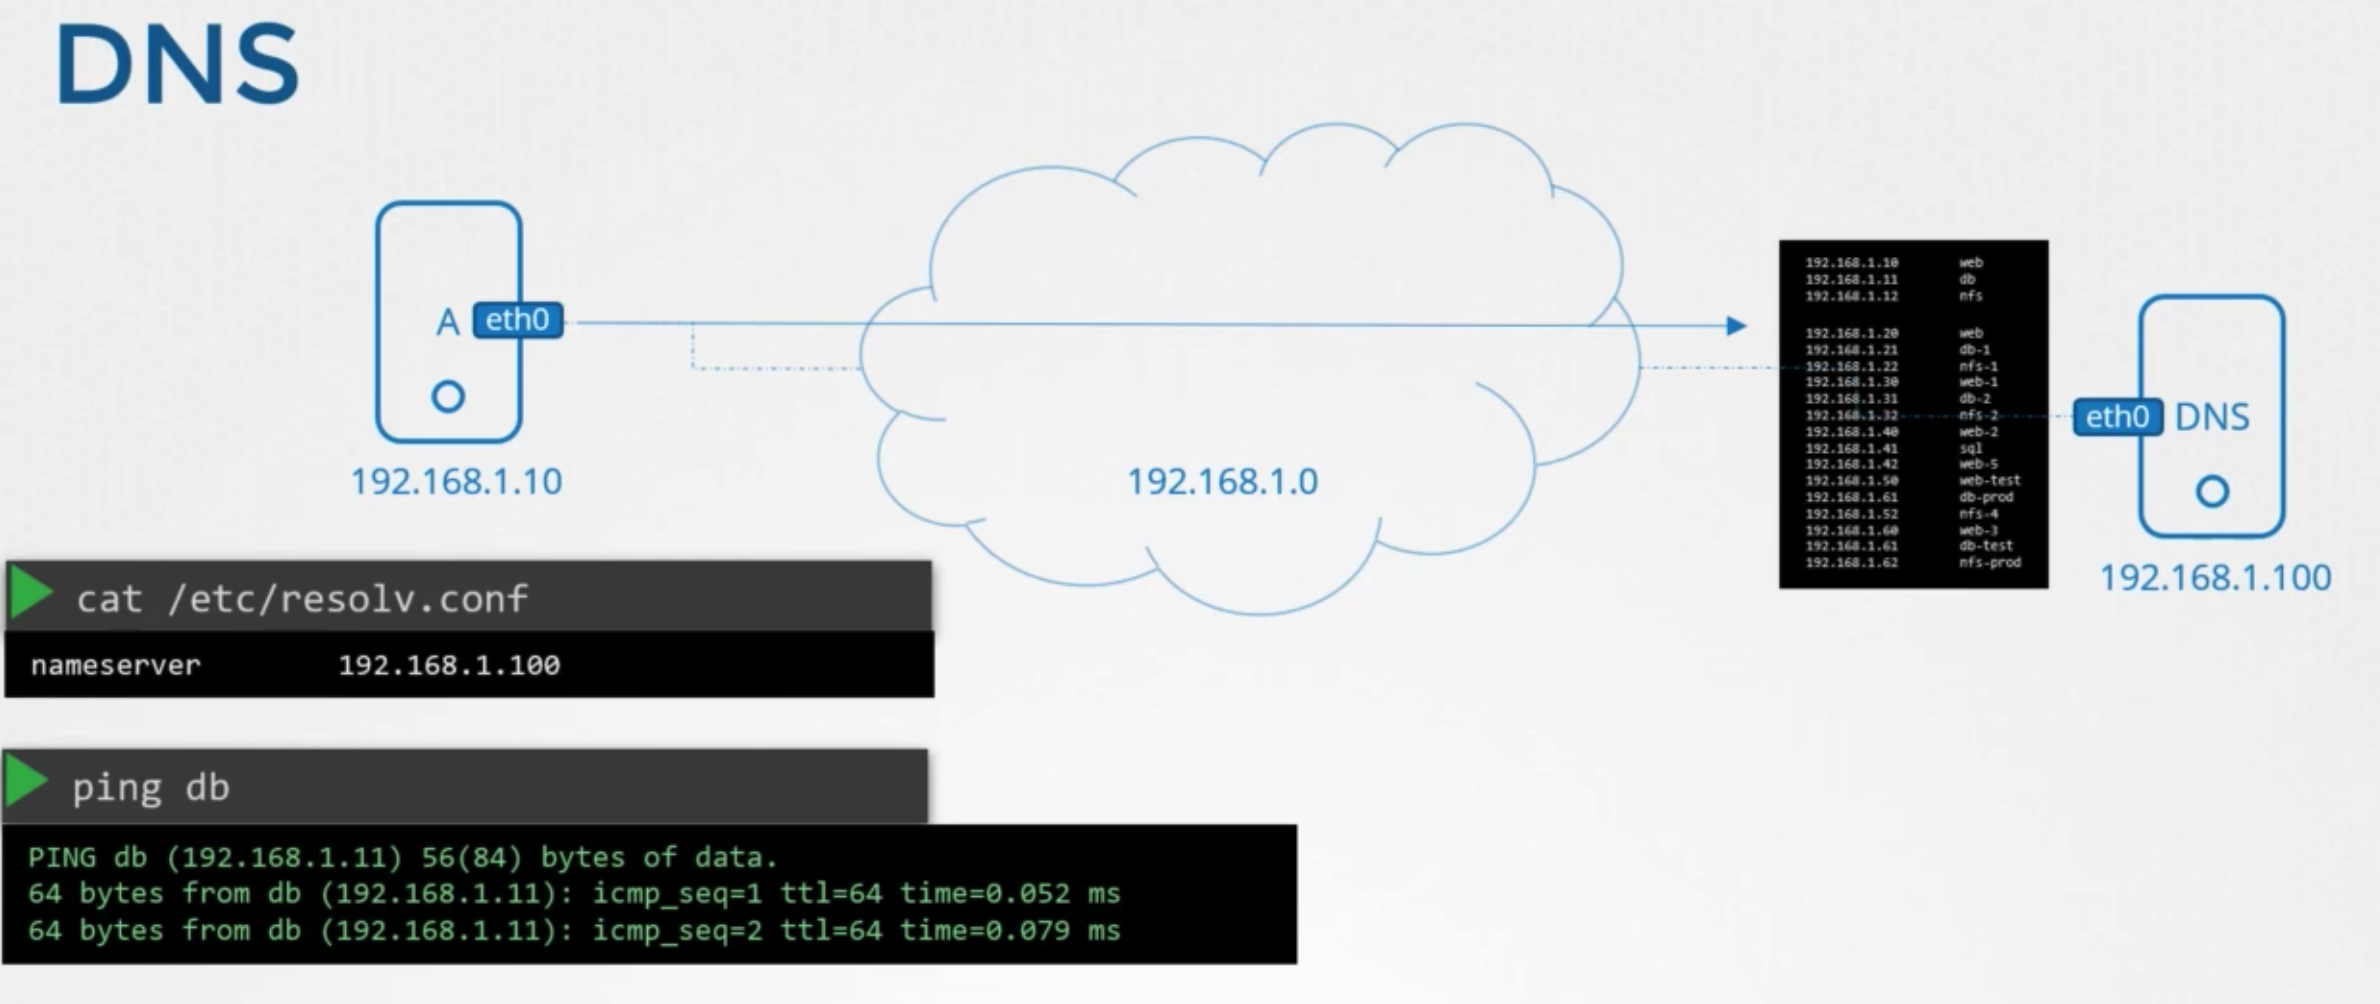 DNS
A eth0
192.168.1.10
192.168.1.0
192.168.1.10 web
192.168.1.11 db
192.168.1.12 nfs
192.168.1.20 web
192.168.1.21 db-1
192.168.1.22 nfs-1
192.168.1.30 web-1
192.168.1.31 db-2
192.168.1.32 nfs-2
192.168.1.40 web-2
192.168.1.41 sql
192.168.1.42 web-5
192.168.1.50 web-test
192.168.1.61 db-prod
192.168.1.52 nfs-4
192.168.1.60 web-3
192.168.1.61 db-test
192.168.1.62 nfs-prod
eth0 DNS
192.168.1.100
cat /etc/resolv.conf
nameserver 192.168.1.100
ping db
PING db (192.168.1.11) 56(84) bytes of data.
64 bytes from db (192.168.1.11): icmp_seq=1 ttl=64 time=0.052 ms
64 bytes from db (192.168.1.11): icmp_seq=2 ttl=64 time=0.079 ms